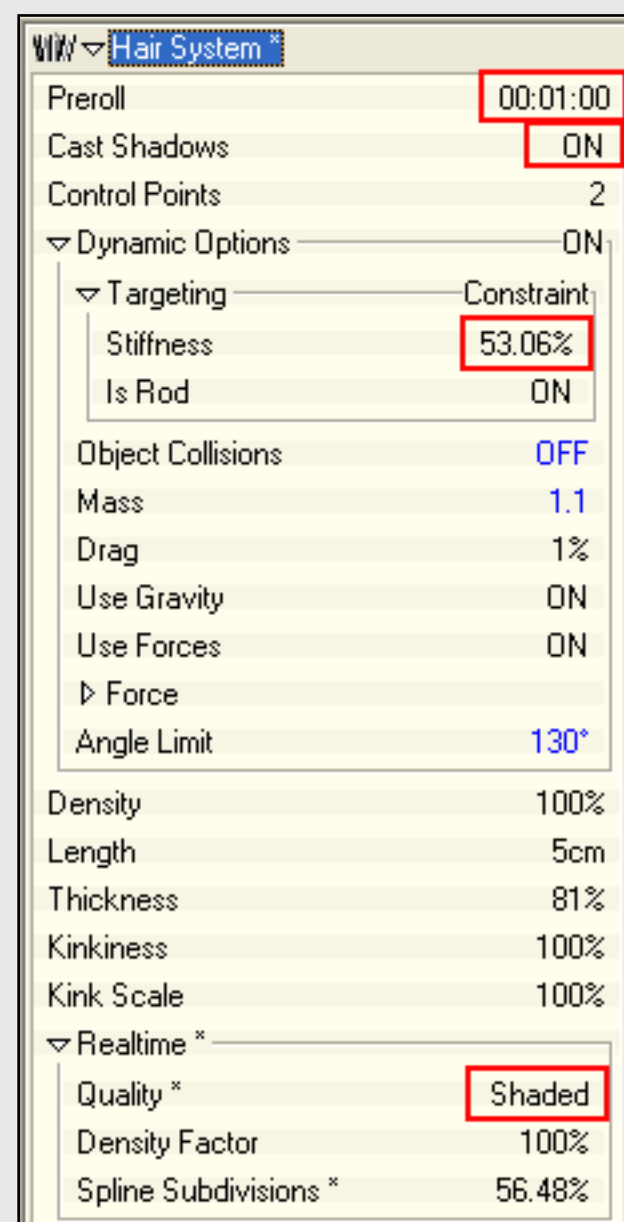 Hair System *
Preroll 00:01:00
Cast Shadows ON
Control Points 2
Dynamic Options ON
Targeting Constraint
Stiffness 53.06%
Is Rod ON
Object Collisions OFF
Mass 1.1
Drag 1%
Use Gravity ON
Use Forces ON
Force
Angle Limit 130°
Density 100%
Length 5cm
Thickness 81%
Kinkiness 100%
Kink Scale 100%
Realtime *
Quality * Shaded
Density Factor 100%
Spline Subdivisions * 56.48%